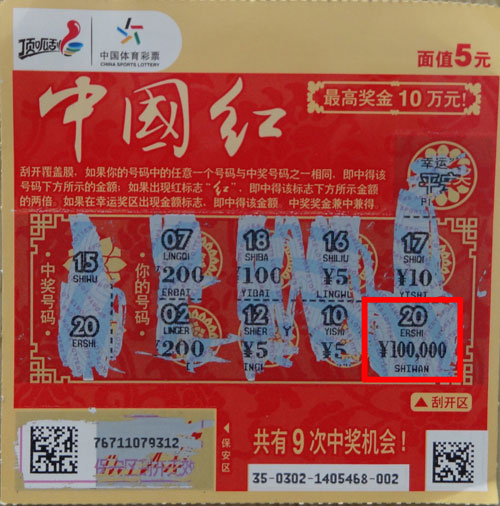 顶呱刮
中国体育彩票
CHINA SPORTS LOTTERY
面值5元
中國红
最高奖金10万元!
刮开覆盖膜,如果你的号码中的任意一个号码与中奖号码之一相同,即中得该
号码下方所示的金额;如果出现红标志“红”,即中得该标志下方所示金额
的两倍。如果在幸运奖区出现金额标志,即中得该金额。中奖奖金兼中兼得。
幸运
中奖号码
15
SHIWU
20
ERSHI
你的号码
07 18 16 17
LINGQI SHIBA SHILIU SHIQI
¥200 ¥100 ¥5 ¥10
ERBAI YIBAI LINGWU YISHI
02 12 10 20
LINGER SHIER YISHI ERSHI
¥200 ¥5 ¥5 ¥100,000
SHIWAN
刮开区
76711079312
保安区
共有9次中奖机会!
35-0302-1405468-002